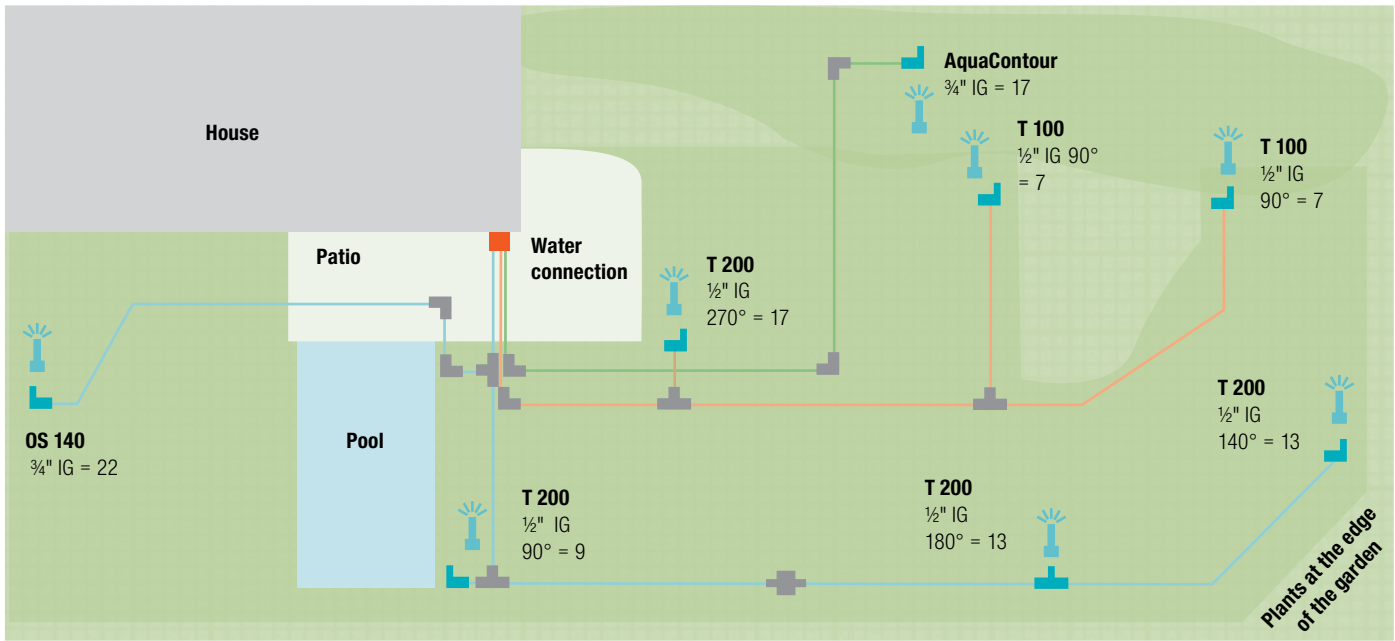 House
Patio
Water
connection
Pool
OS 140
¾" IG = 22
T 200
½" IG
270° = 17
AquaContour
¾" IG = 17
T 100
½" IG 90°
= 7
T 100
½" IG
90° = 7
T 200
½" IG
140° = 13
T 200
½" IG
90° = 9
T 200
½" IG
180° = 13
Plants at the edge
of the garden